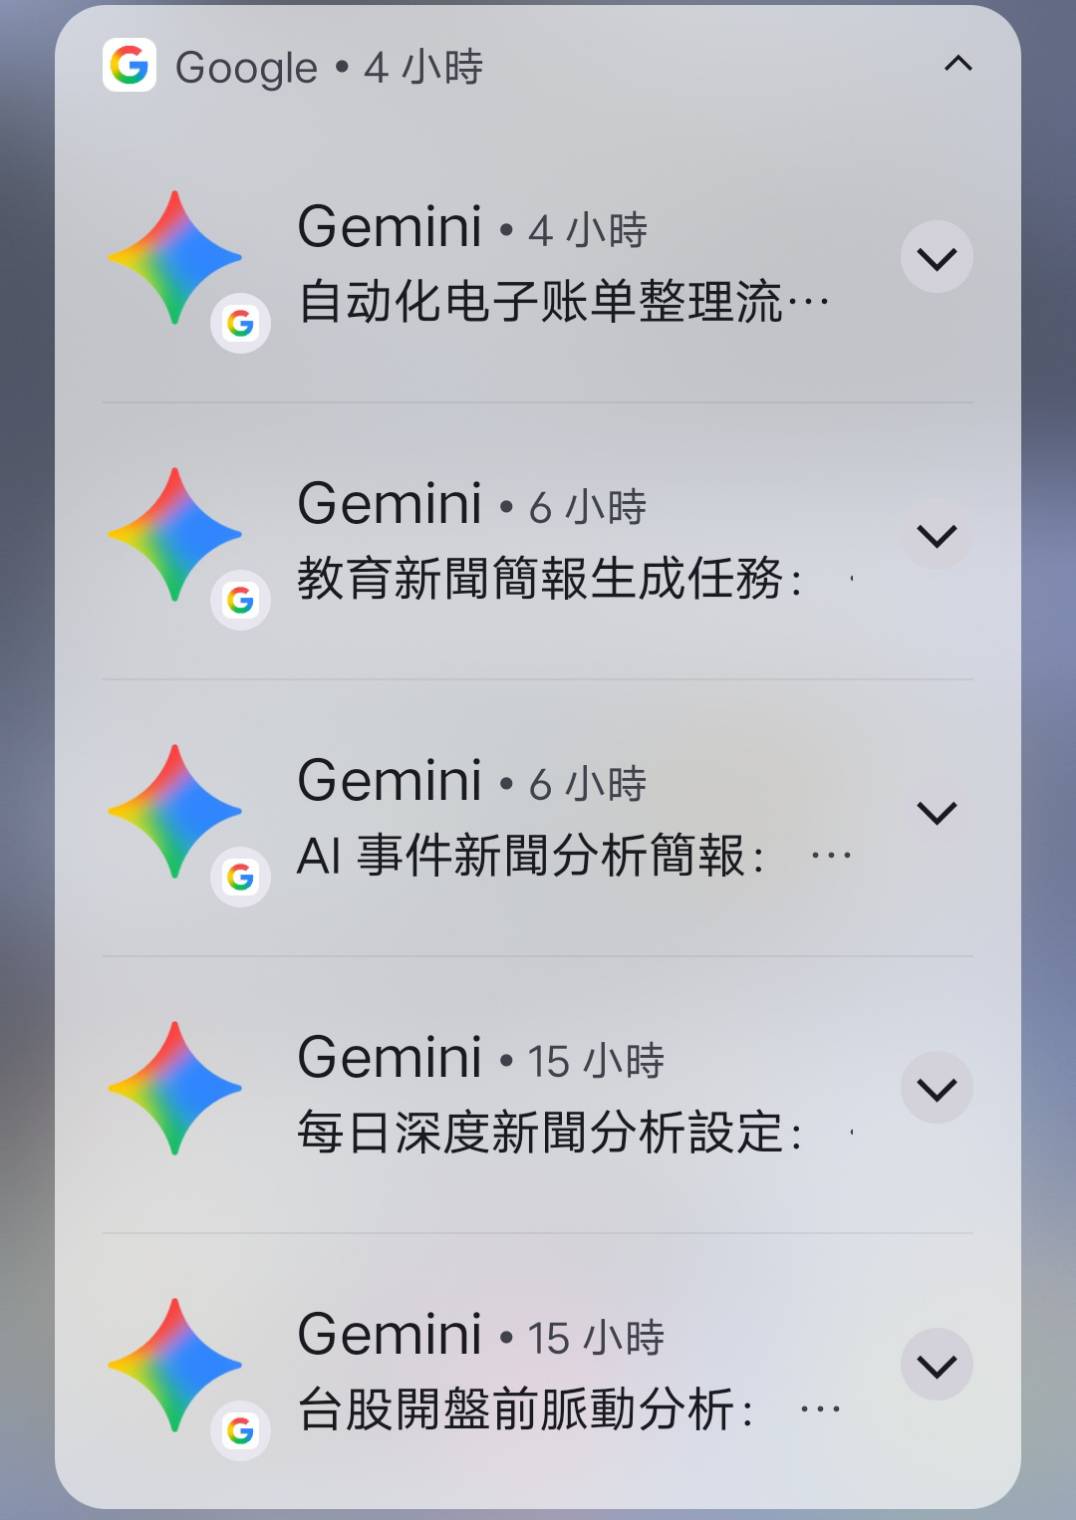 Google • 4 小時
Gemini • 4 小時
自动化电子账单整理流…
Gemini • 6 小時
教育新聞簡報生成任務：
Gemini • 6 小時
AI 事件新聞分析簡報： …
Gemini • 15 小時
每日深度新聞分析設定：
Gemini • 15 小時
台股開盤前脈動分析： …